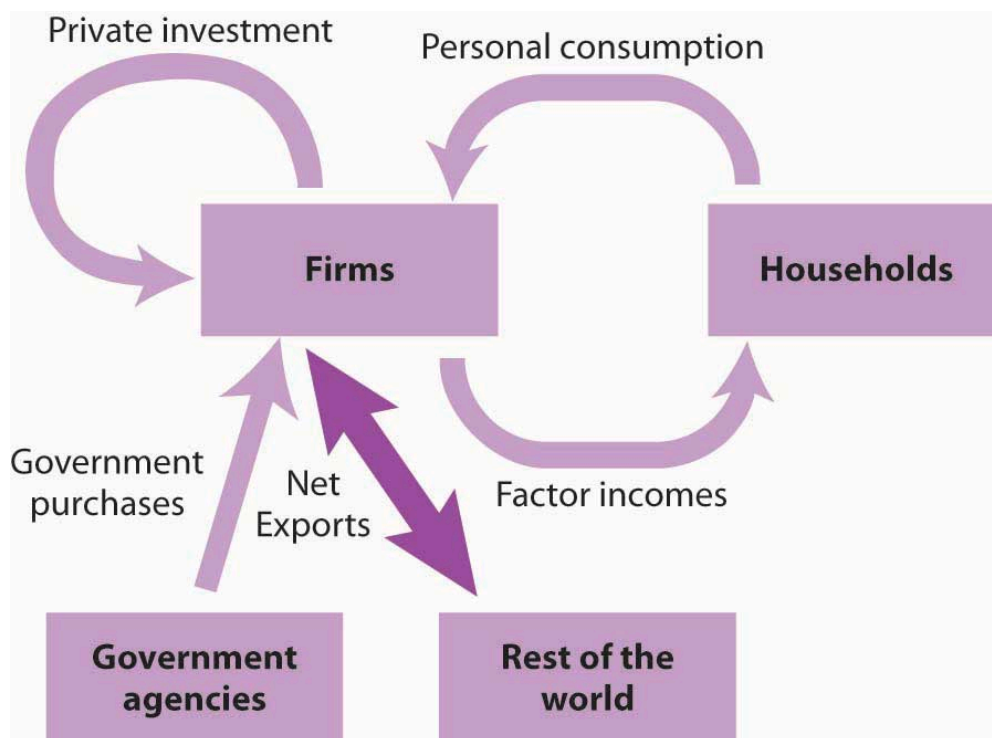 Private investment
Personal consumption
Firms
Households
Government
purchases
Net
Exports
Factor incomes
Government
agencies
Rest of the
world